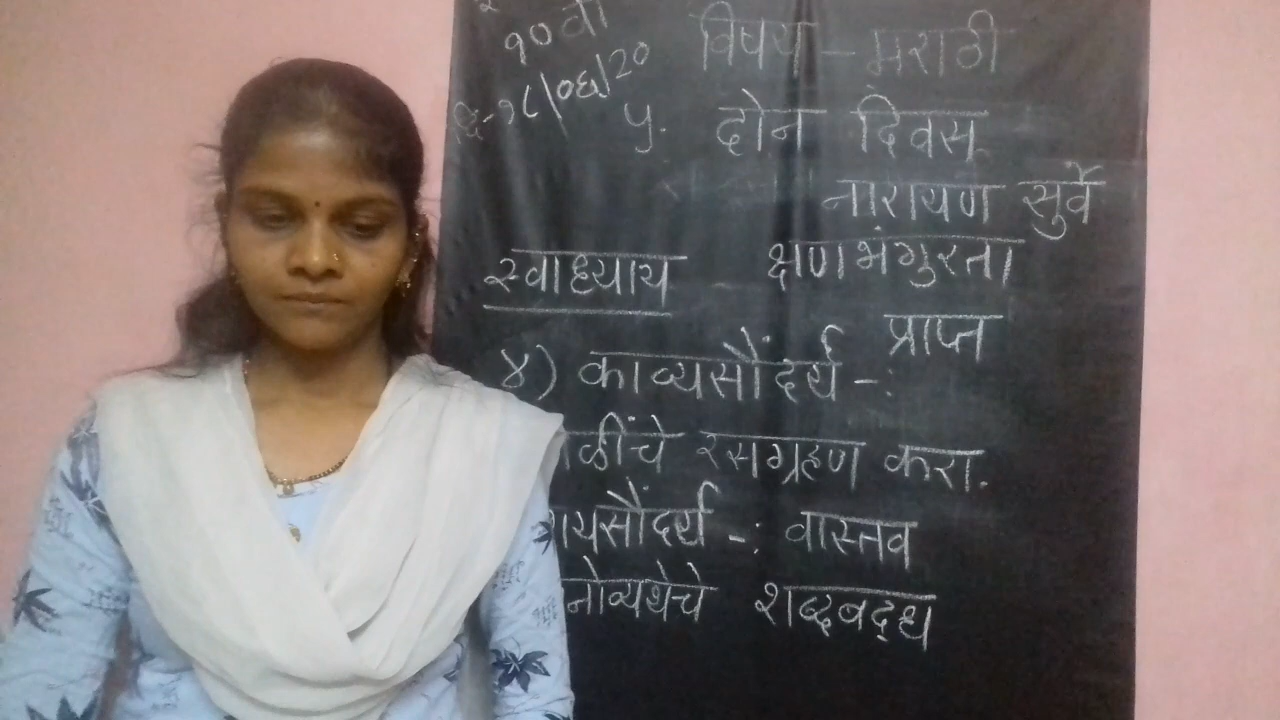 १० वी
विषय - मराठी
दि-१८/०६/२०
५. दोन दिवस
नारायण सुर्वे
स्वाध्याय
क्षणभंगुरता
प्राप्त
४) काव्यसौंदर्य -:
ळींचे रसग्रहण करा.
यसौंदर्य -: वास्तव
नोव्यथेचे शब्दबद्ध